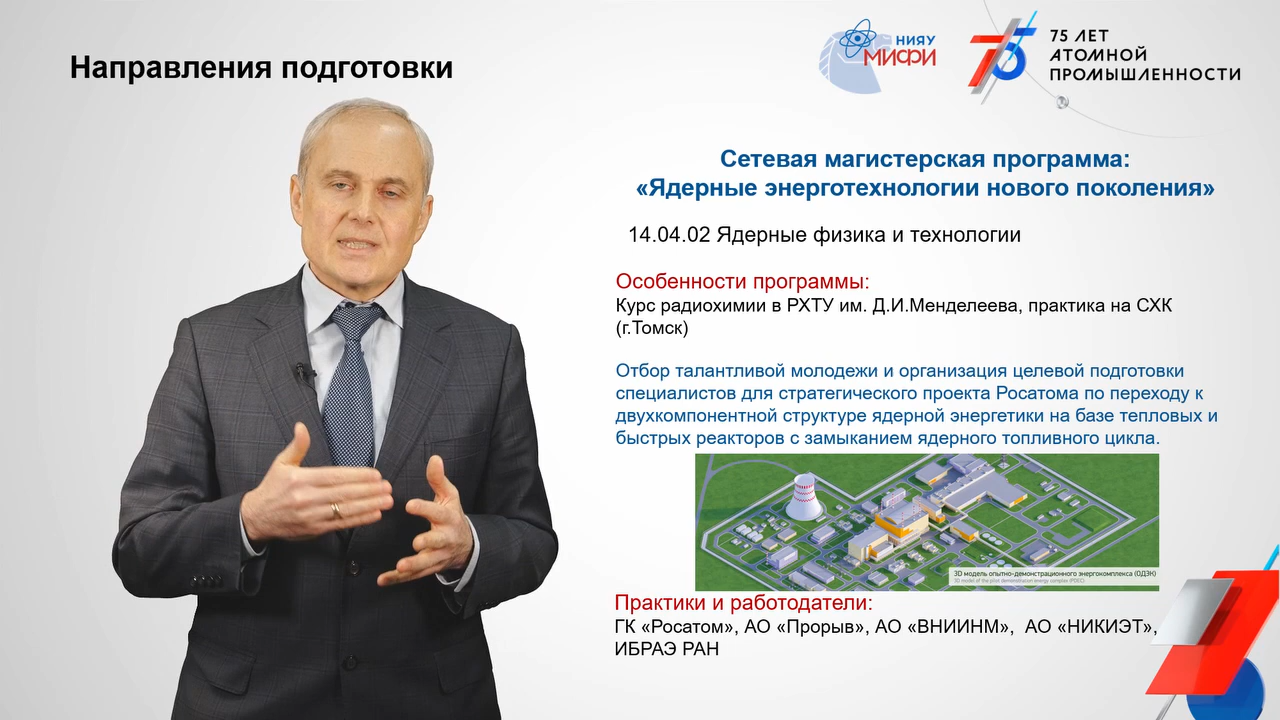 Направления подготовки
НИЯУ
МИФИ
75
75 ЛЕТ
АТОМНОЙ
ПРОМЫШЛЕННОСТИ
Сетевая магистерская программа:
«Ядерные энерготехнологии нового поколения»
14.04.02 Ядерные физика и технологии
Особенности программы:
Курс радиохимии в РХТУ им. Д.И.Менделеева, практика на СХК
(г.Томск)
Отбор талантливой молодежи и организация целевой подготовки
специалистов для стратегического проекта Росатома по переходу к
двухкомпонентной структуре ядерной энергетики на базе тепловых и
быстрых реакторов с замыканием ядерного топливного цикла.
3D модель опытно-демонстрационного энергокомплекса (ОДЭК)
3D model of the pilot demonstration energy complex (PDEC)
Практики и работодатели:
ГК «Росатом», АО «Прорыв», АО «ВНИИНМ», АО «НИКИЭТ»,
ИБРАЭ РАН